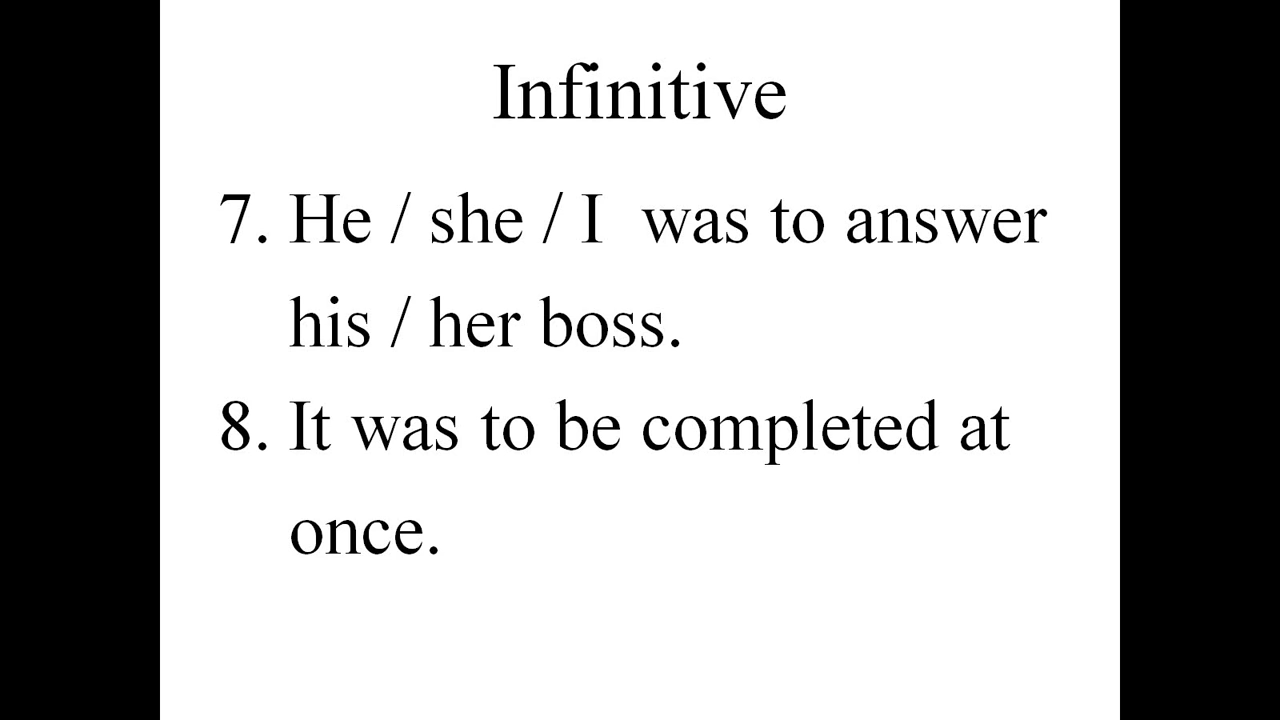 Infinitive
7. He / she / I  was to answer
his / her boss.
8. It was to be completed at
once.